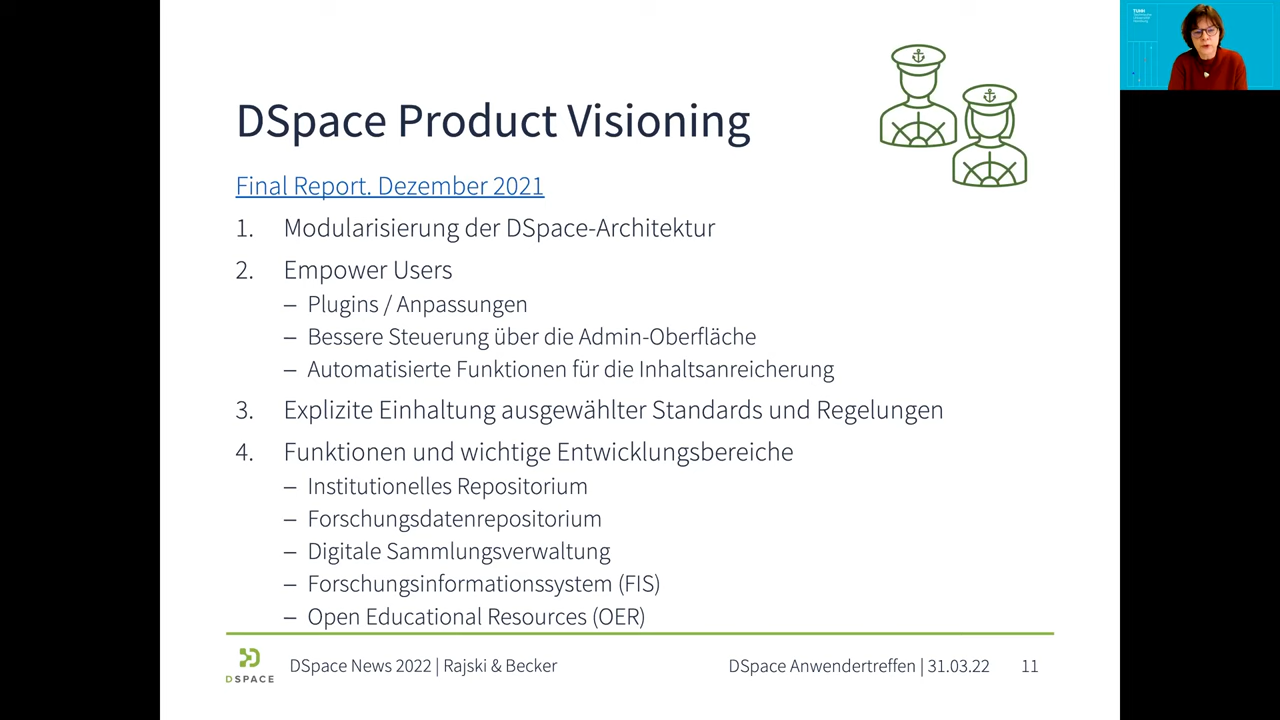 DSpace Product Visioning
Final Report. Dezember 2021
1. Modularisierung der DSpace-Architektur
2. Empower Users
– Plugins / Anpassungen
– Bessere Steuerung über die Admin-Oberfläche
– Automatisierte Funktionen für die Inhaltsanreicherung
3. Explizite Einhaltung ausgewählter Standards und Regelungen
4. Funktionen und wichtige Entwicklungsbereiche
– Institutionelles Repositorium
– Forschungsdatenrepositorium
– Digitale Sammlungsverwaltung
– Forschungsinformationssystem (FIS)
– Open Educational Resources (OER)
DSPACE
DSpace News 2022 | Rajski & Becker
DSpace Anwendertreffen | 31.03.22
11
TUHH